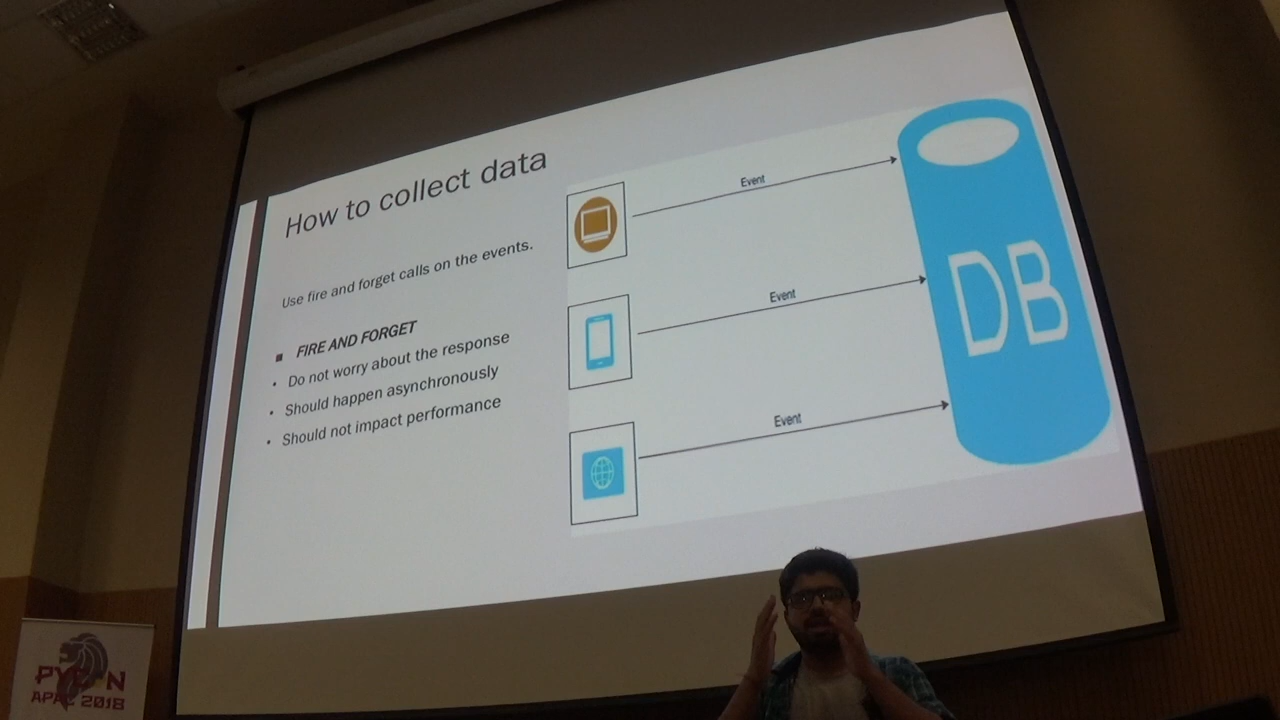 How to collect data
Use fire and forget calls on the events.
FIRE AND FORGET
Do not worry about the response
Should happen asynchronously
Should not impact performance
Event
Event
Event
DB
PYCON
APAC 2018